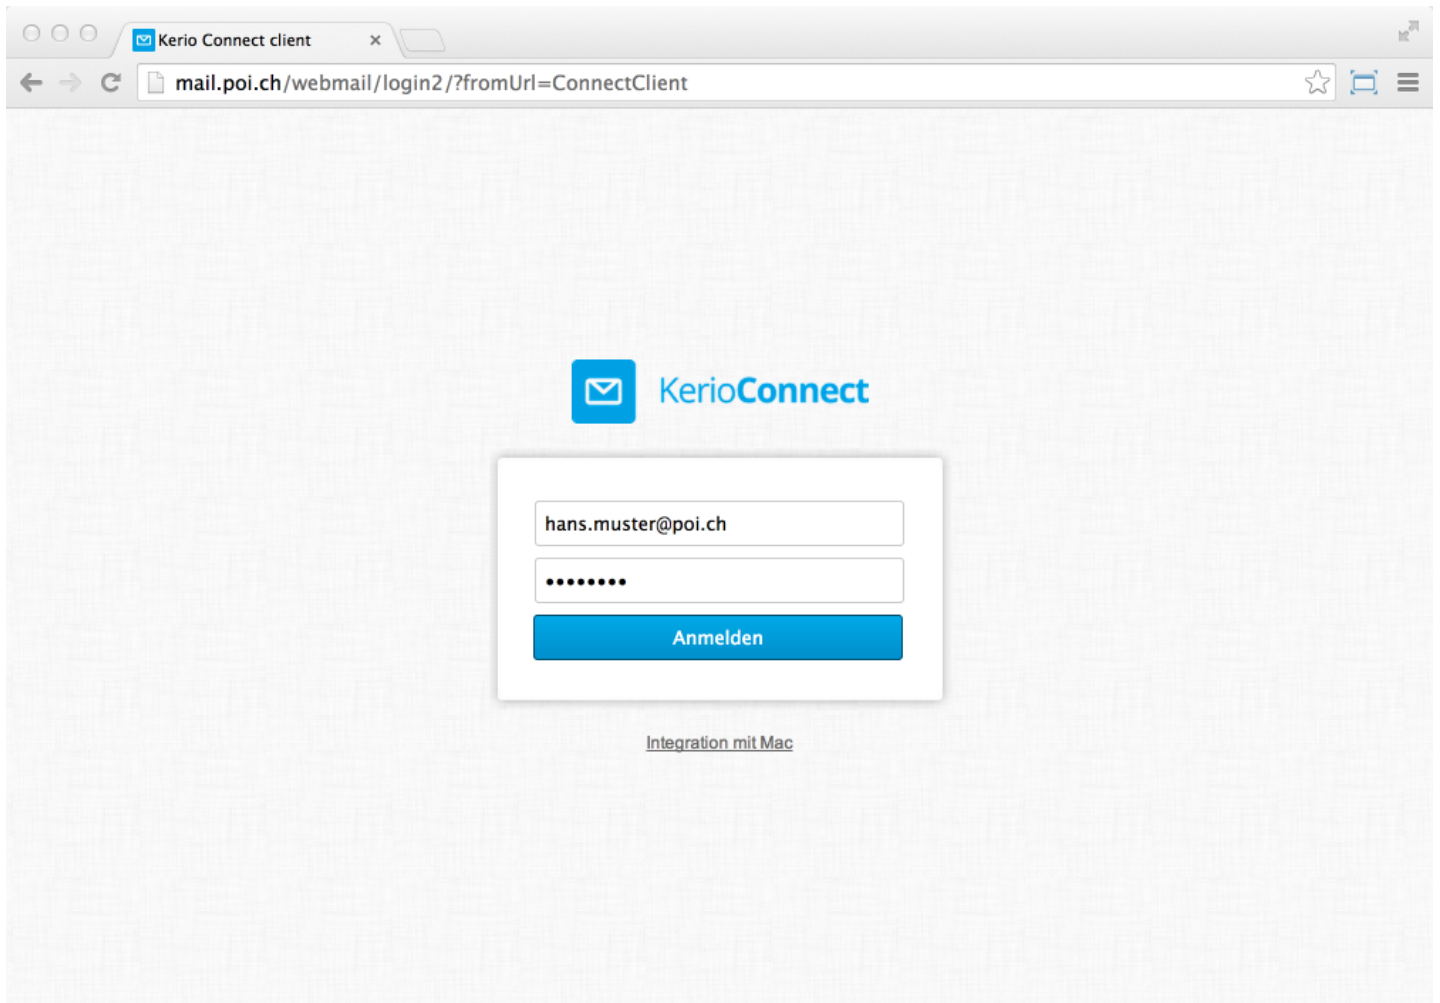 Kerio Connect client
mail.poi.ch/webmail/login2/?fromUrl=ConnectClient
KerioConnect
hans.muster@poi.ch
••••••••
Anmelden
Integration mit Mac